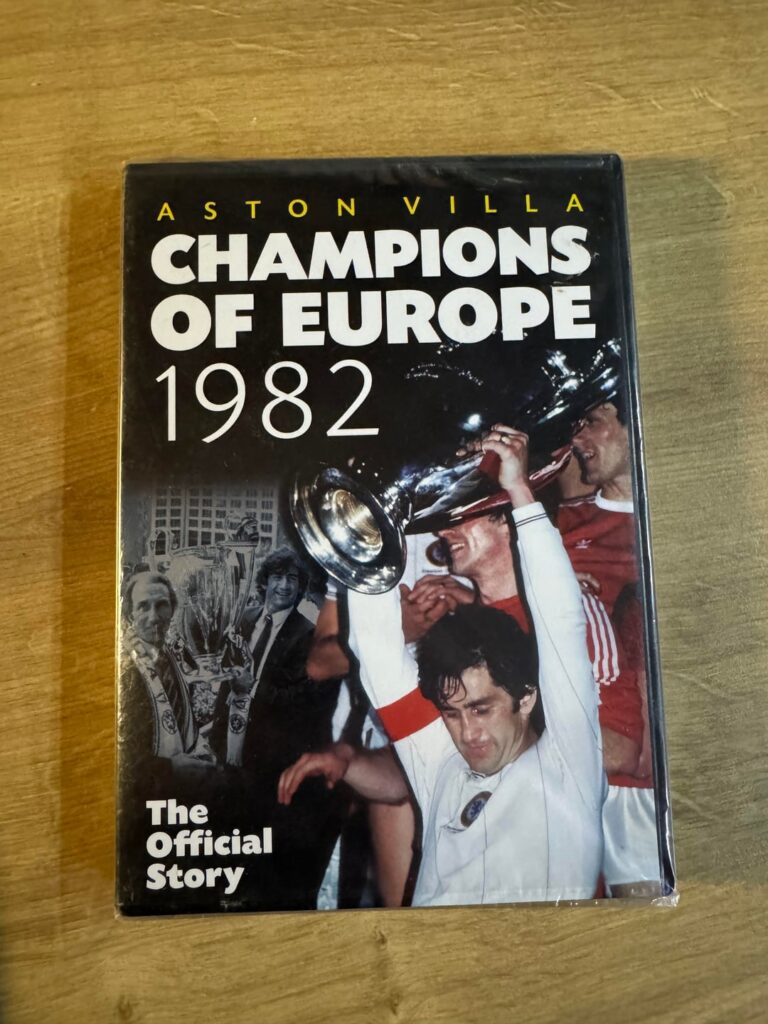 ASTON VILLA
CHAMPIONS
OF EUROPE
1982
The
Official
Story